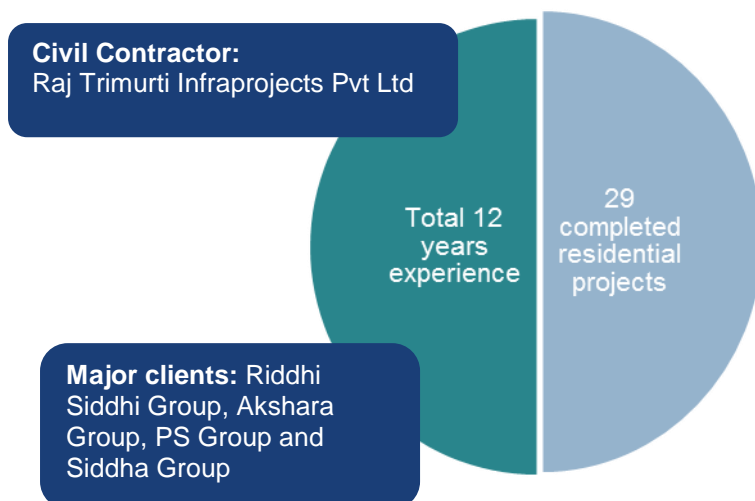 Civil Contractor:
Raj Trimurti Infraprojects Pvt Ltd
Total 12
years
experience
29
completed
residential
projects
Major clients: Riddhi
Siddhi Group, Akshara
Group, PS Group and
Siddha Group